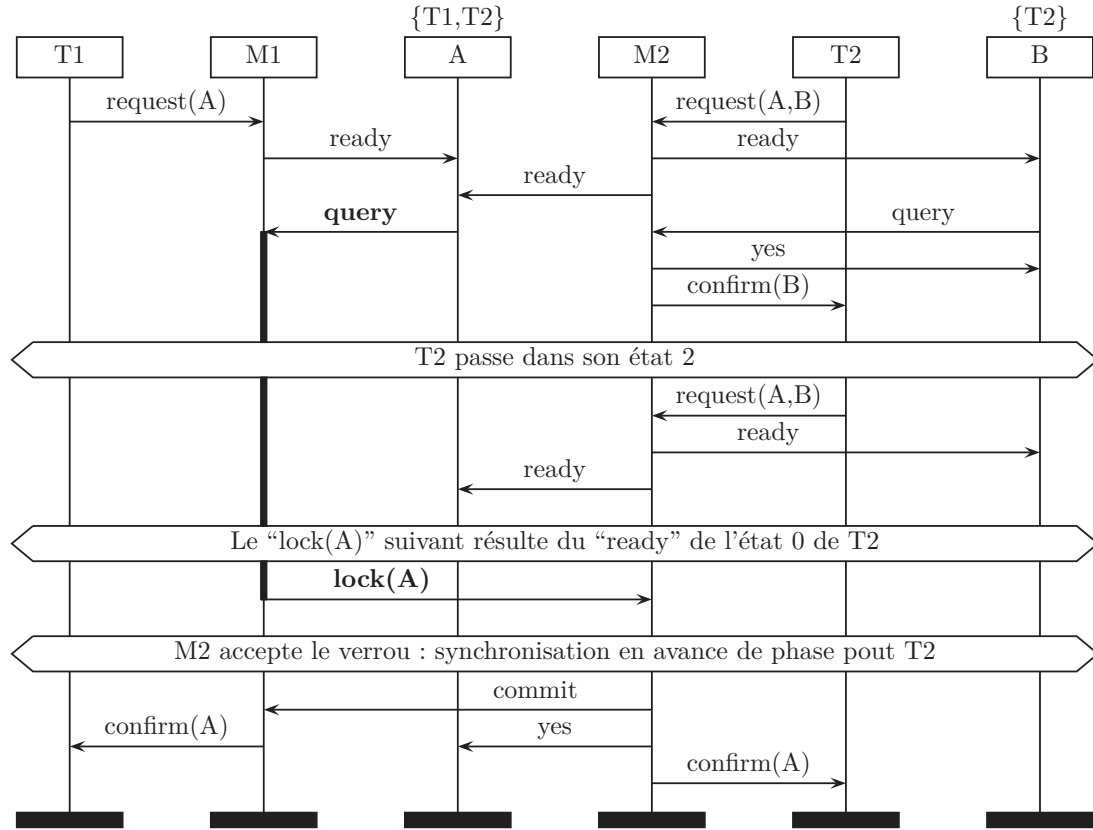 {T1,T2} {T2}
T1 M1 A M2 T2 B
request(A) request(A,B)
ready ready
ready
query query
yes
confirm(B)
T2 passe dans son état 2
request(A,B)
ready
ready
Le “lock(A)” suivant résulte du “ready” de l'état 0 de T2
lock(A)
M2 accepte le verrou : synchronisation en avance de phase pout T2
commit
confirm(A) yes
confirm(A)